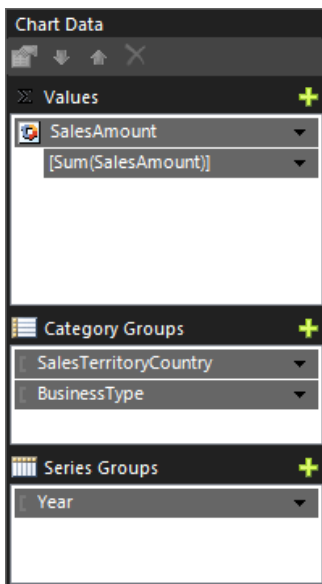 Chart Data
Values
SalesAmount
[Sum(SalesAmount)]
Category Groups
SalesTerritoryCountry
BusinessType
Series Groups
Year